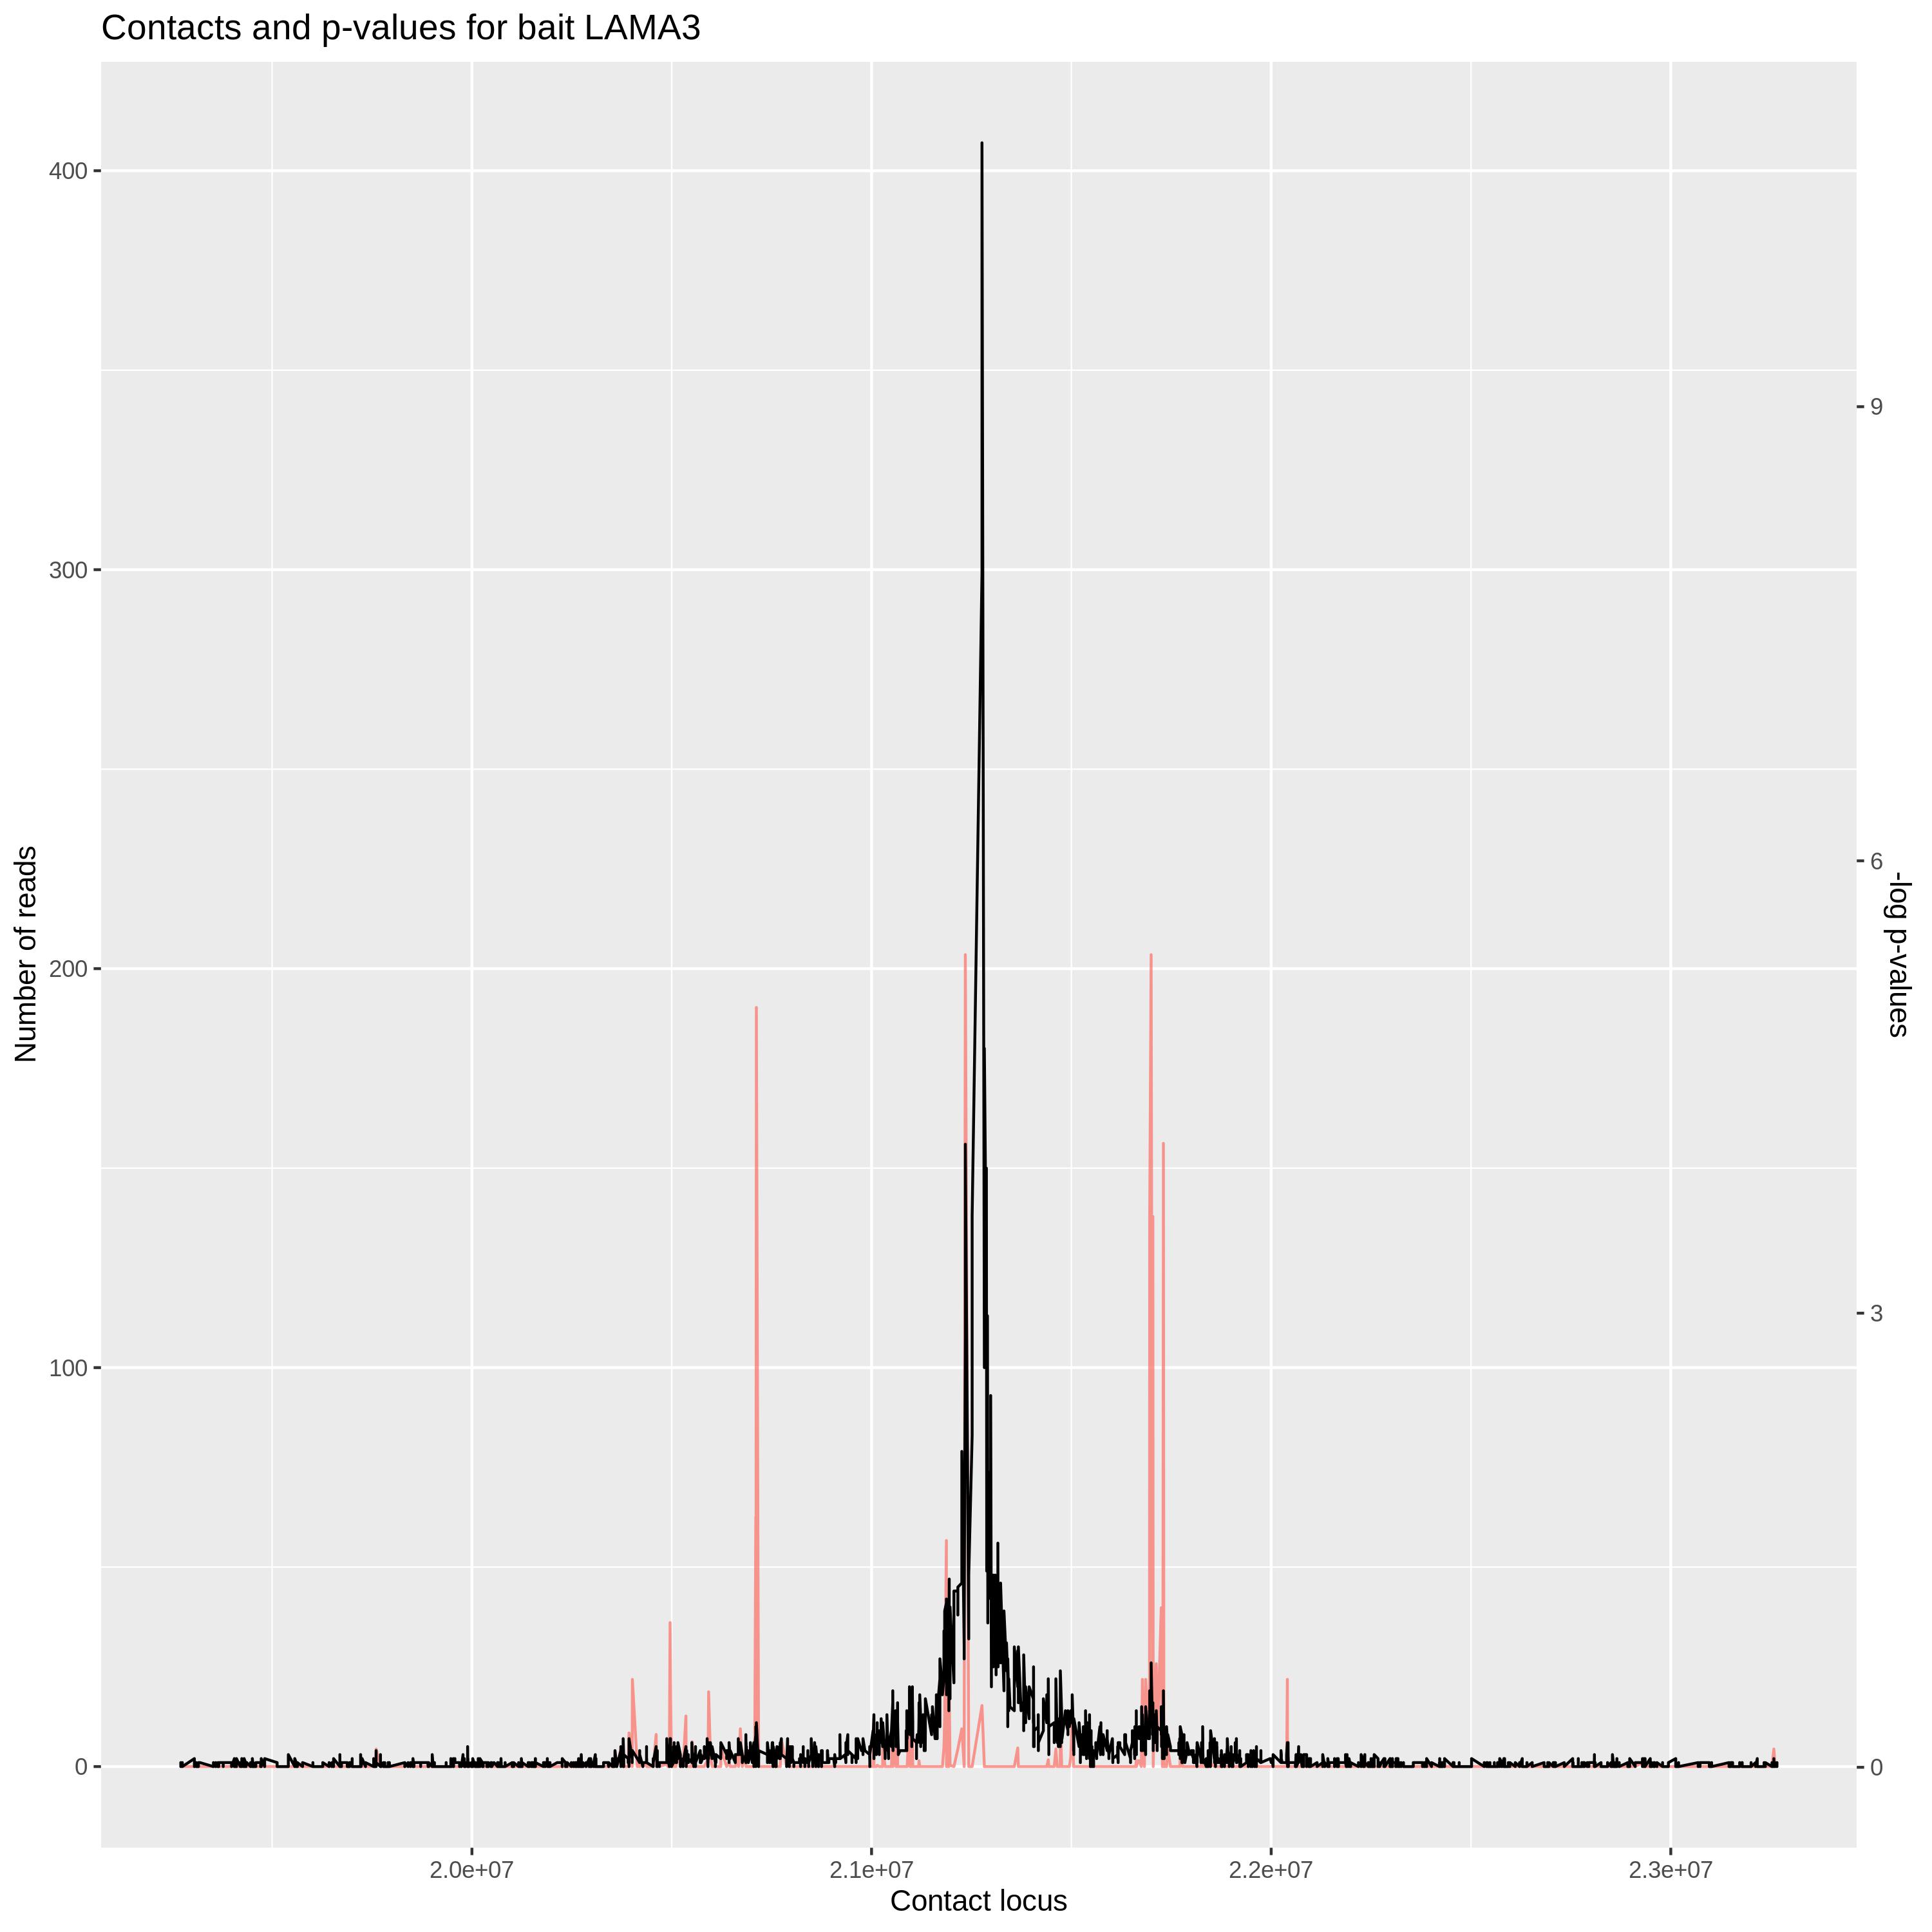 Contacts and p-values for bait LAMA3
400
300
200
100
0
Number of reads
9
6
3
0
-log p-values
2.0e+07 2.1e+07 2.2e+07 2.3e+07
Contact locus